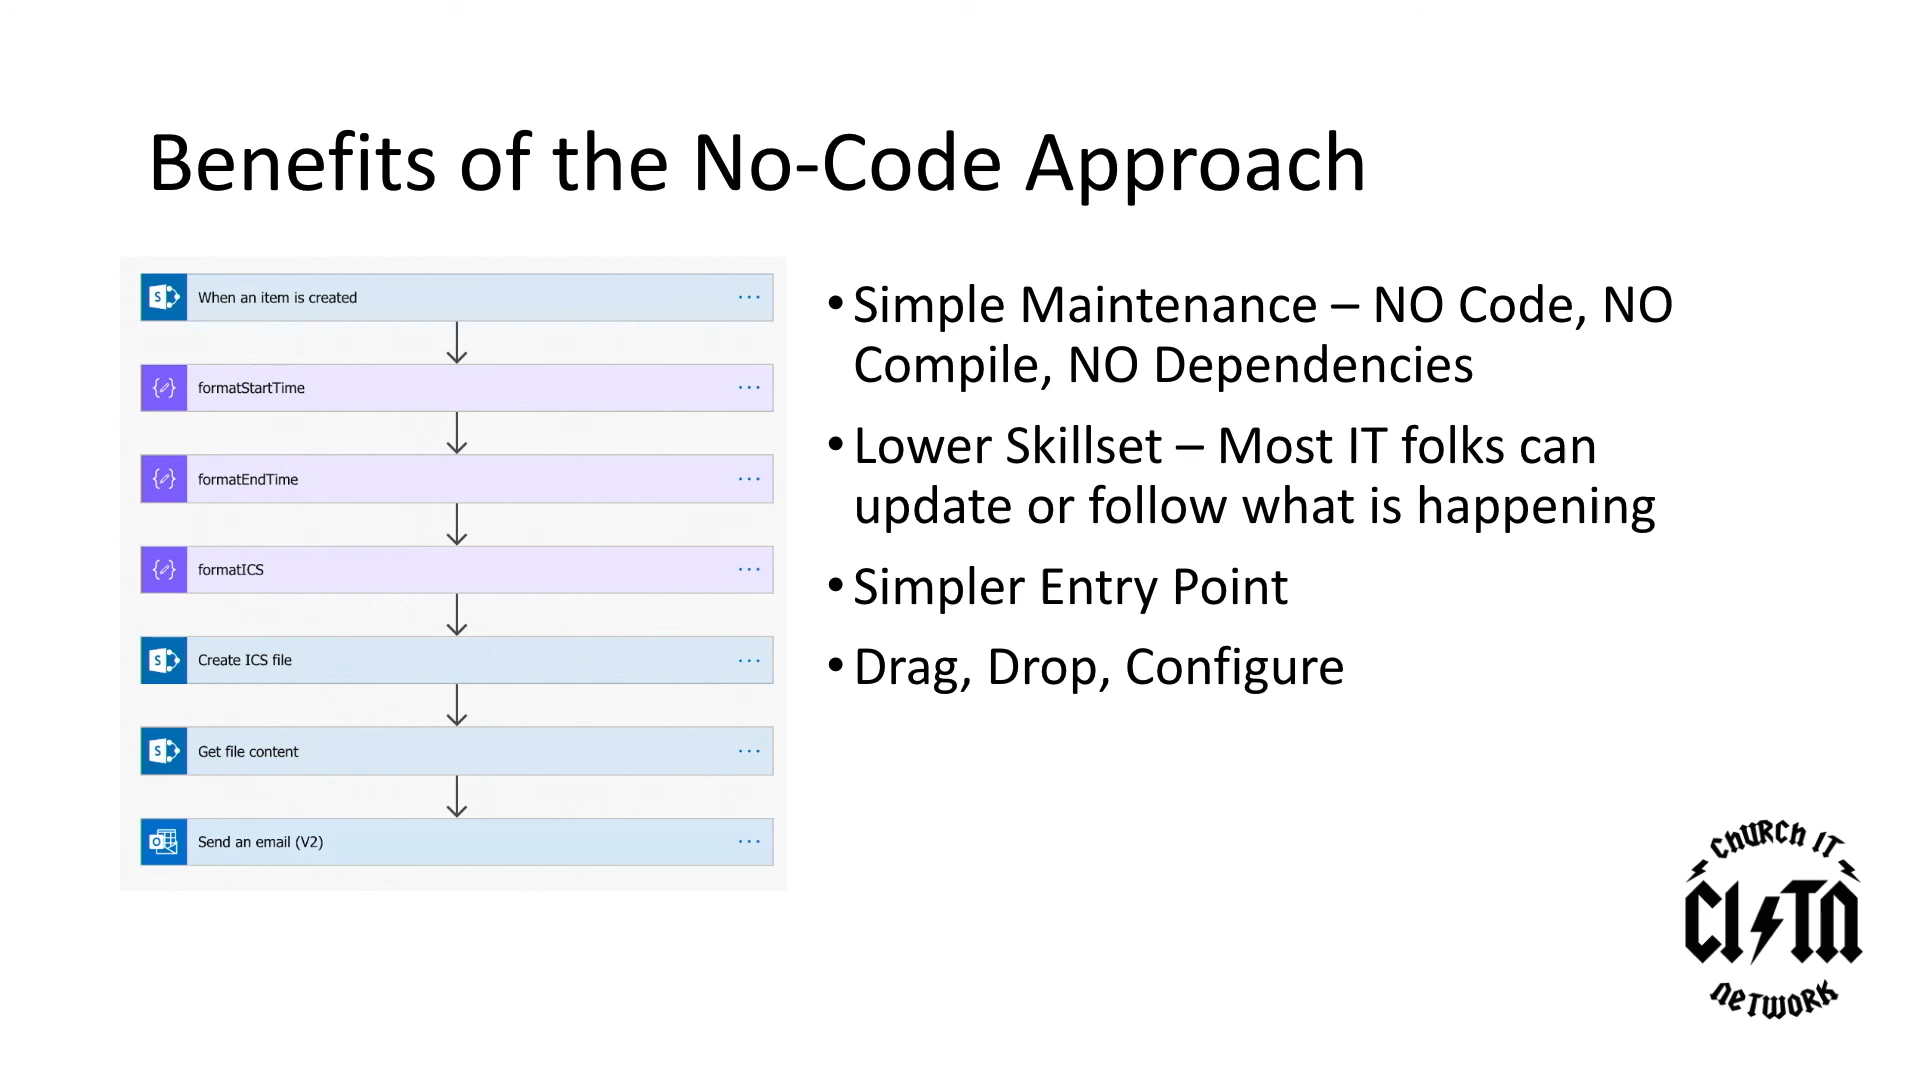 Benefits of the No-Code Approach
When an item is created
formatStartTime
formatEndTime
formatICS
Create ICS file
Get file content
Send an email (V2)
• Simple Maintenance – NO Code, NO
Compile, NO Dependencies
• Lower Skillset – Most IT folks can
update or follow what is happening
• Simpler Entry Point
• Drag, Drop, Configure
CHURCH IT
CITN
NETWORK